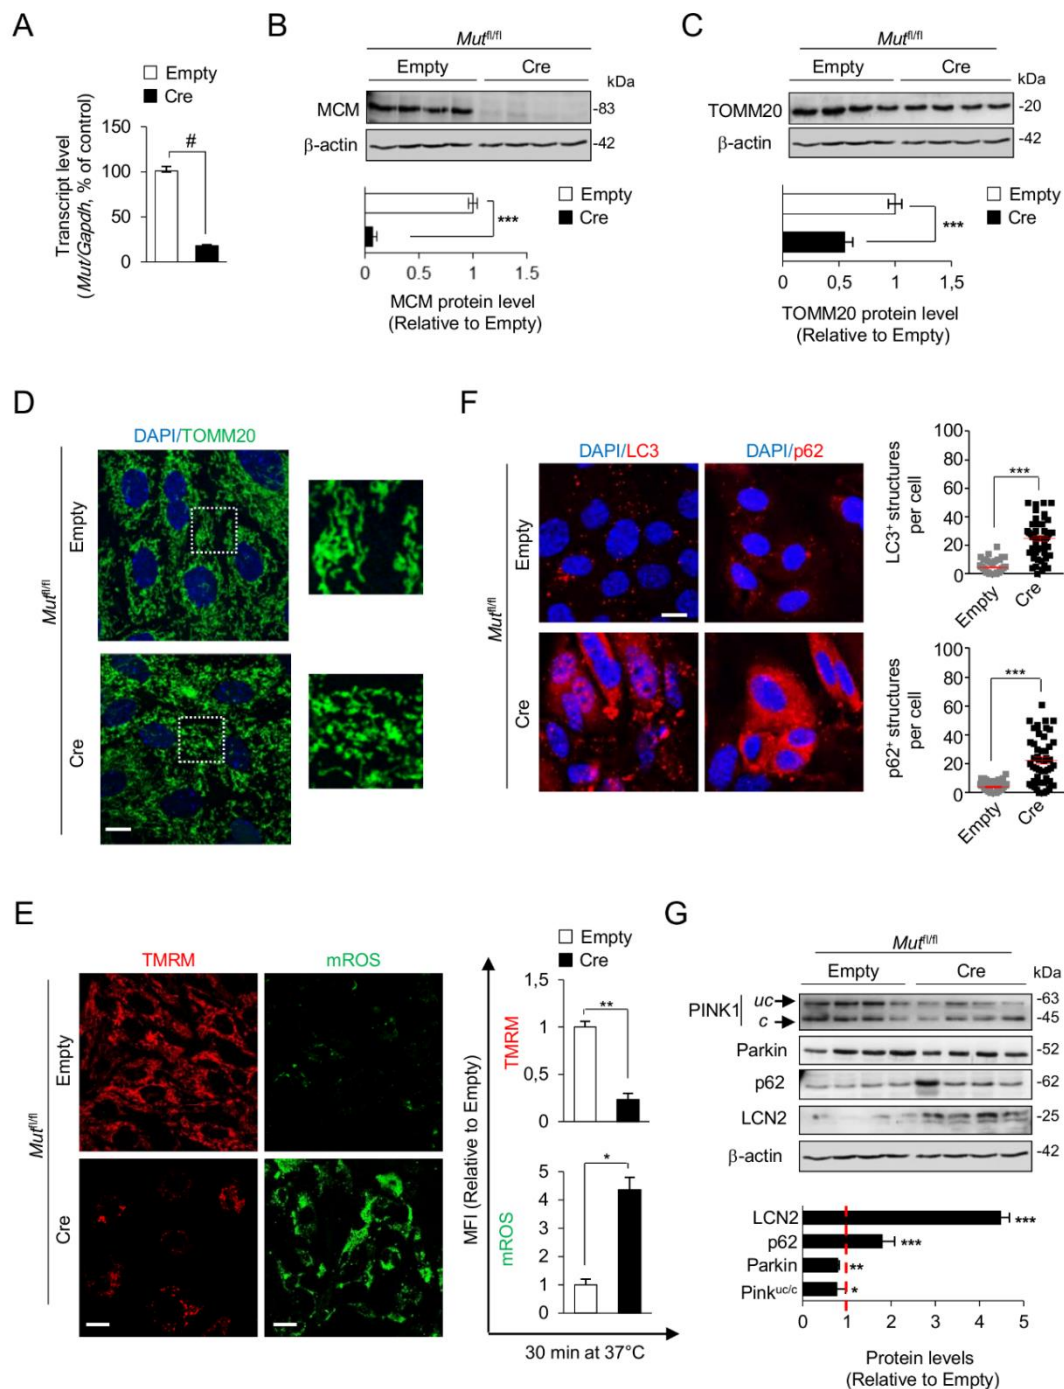 A
Empty
Cre
150
100
50
0
#
Transcript level
(Mut/Gapdh, % of control)
B
Mutfl/fl
Empty Cre
kDa
MCM
-83
β-actin
-42
Empty
Cre
***
0 0.5 1 1.5
MCM protein level
(Relative to Empty)
C
Mutfl/fl
Empty Cre
kDa
TOMM20
-20
β-actin
-42
Empty
Cre
***
0 0,5 1 1,5
TOMM20 protein level
(Relative to Empty)
D
DAPI/TOMM20
Mutfl/fl
Empty
Cre
F
DAPI/LC3 DAPI/p62
Mutfl/fl
Empty
Cre
LC3+ structures
per cell
100
80
60
40
20
0
***
Empty
Cre
p62+ structures
per cell
100
80
60
40
20
0
***
Empty
Cre
E
TMRM mROS
Mutfl/fl
Empty
Cre
Empty
Cre
MFI (Relative to Empty)
TMRM
1,5
1
0,5
0
**
mROS
5
4
3
2
1
0
*
30 min at 37°C
G
Mutfl/fl
Empty Cre
kDa
PINK1
uc
c
-63
-45
Parkin
-52
p62
-62
LCN2
-25
β-actin
-42
LCN2
***
p62
***
Parkin
**
Pinkuc/c
*
0 1 2 3 4 5
Protein levels
(Relative to Empty)